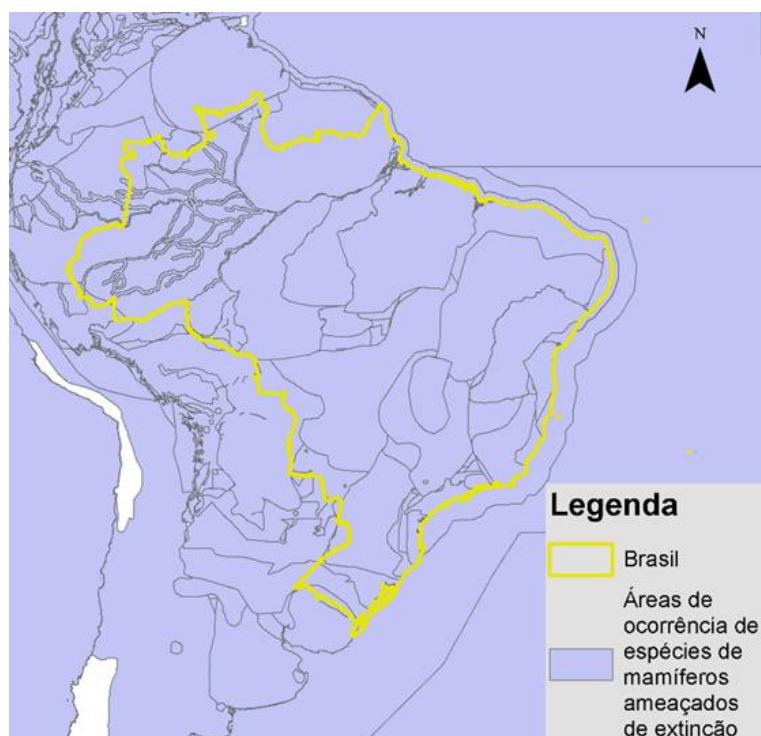 N
Legenda
Brasil
Áreas de
ocorrência de
espécies de
mamíferos
ameaçados
de extinção